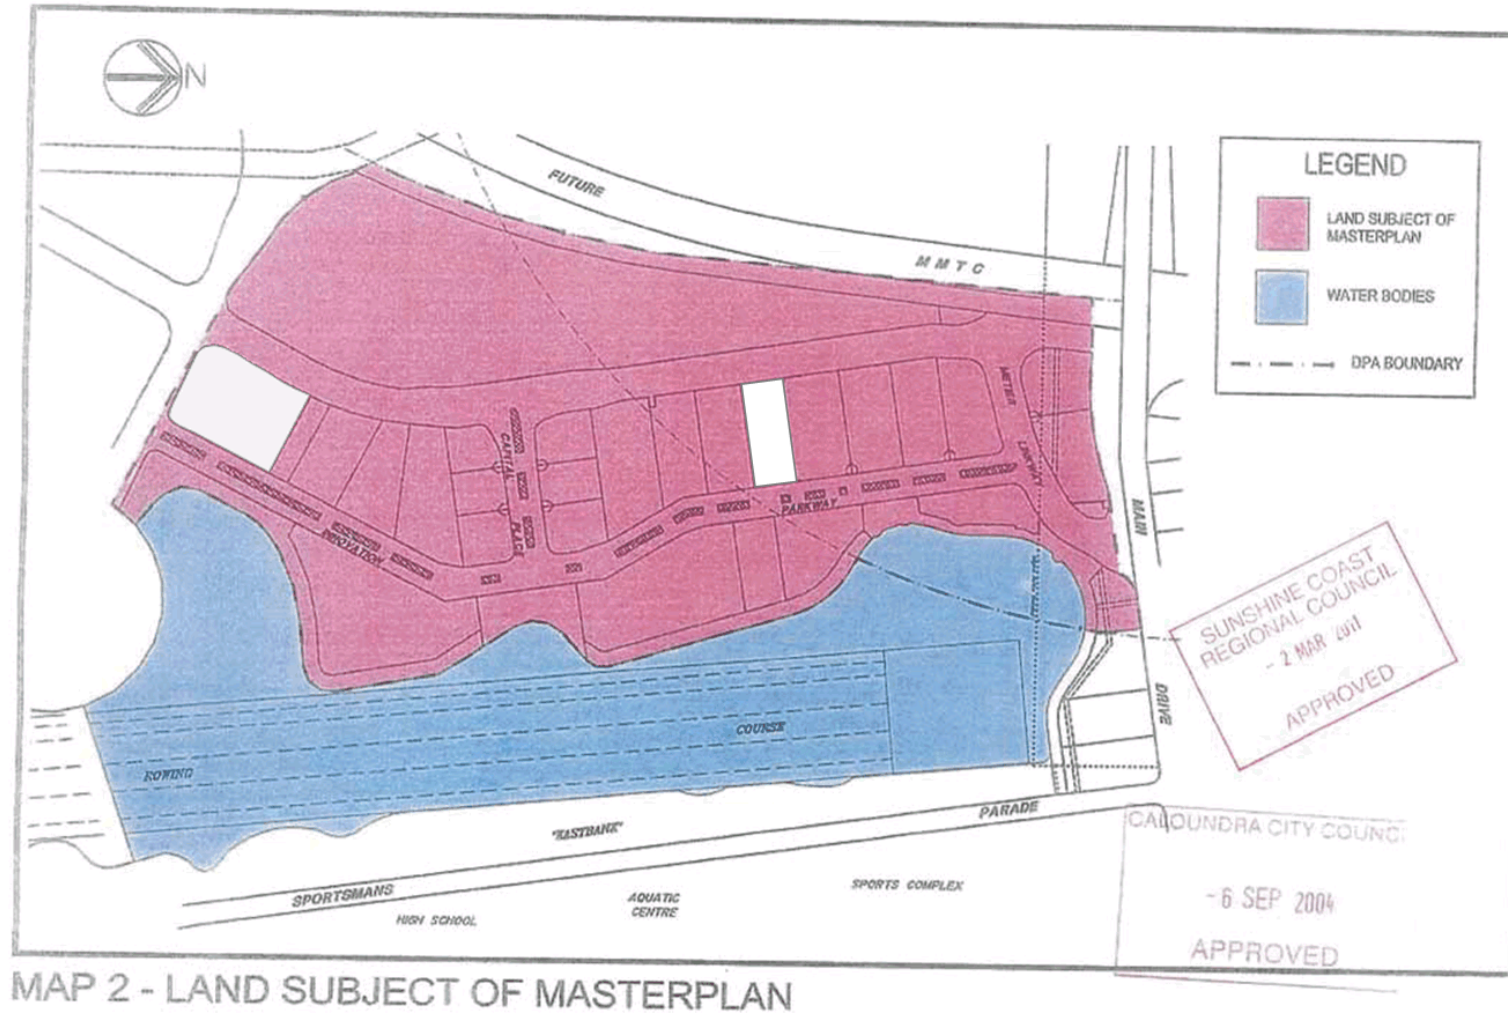 N
FUTURE
M M T C
LEGEND
LAND SUBJECT OF
MASTERPLAN
WATER BODIES
DPA BOUNDARY
METIER
LINKWAY
CAPITAL
PLACE
INNOVATION
PARKWAY
MAIN
DRIVE
SUNSHINE COAST
REGIONAL COUNCIL
- 2 MAR 2011
APPROVED
ROWING
COURSE
"EASTBANK"
PARADE
SPORTSMANS
HIGH SCHOOL
AQUATIC
CENTRE
SPORTS COMPLEX
CALOUNDRA CITY COUNC
- 6 SEP 2004
APPROVED
MAP 2 - LAND SUBJECT OF MASTERPLAN